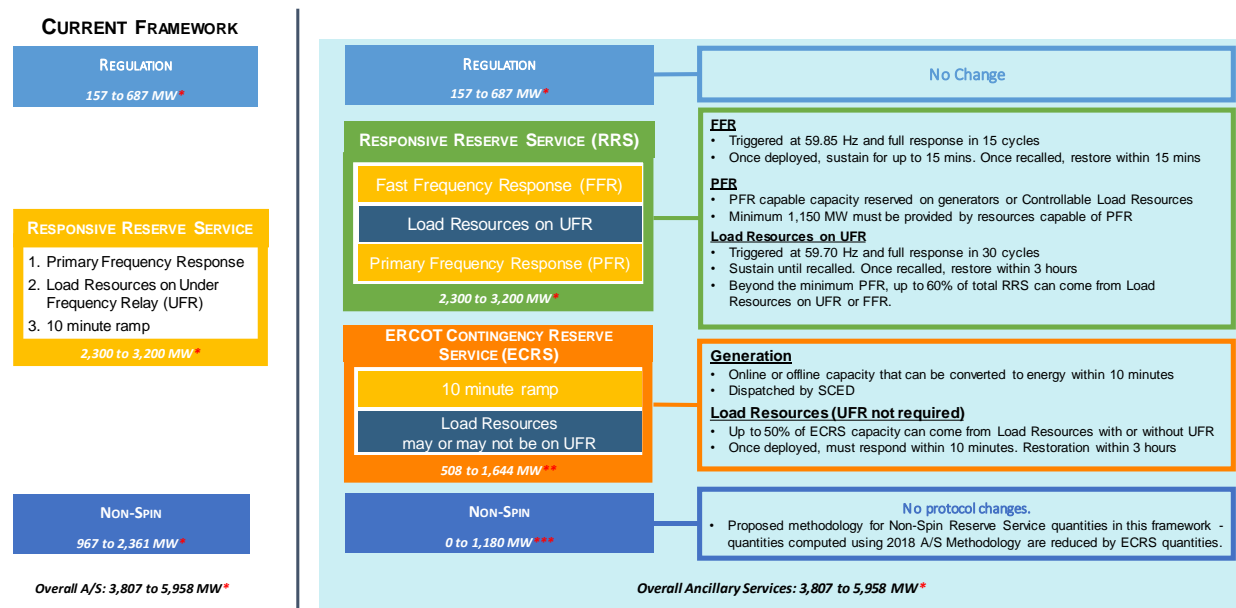 CURRENT FRAMEWORK
REGULATION
157 to 687 MW*
RESPONSIVE RESERVE SERVICE
1. Primary Frequency Response
2. Load Resources on Under
Frequency Relay (UFR)
3. 10 minute ramp
2,300 to 3,200 MW*
NON-SPIN
967 to 2,361 MW*
Overall A/S: 3,807 to 5,958 MW*
REGULATION
157 to 687 MW*
No Change
RESPONSIVE RESERVE SERVICE (RRS)
Fast Frequency Response (FFR)
Load Resources on UFR
Primary Frequency Response (PFR)
2,300 to 3,200 MW*
FFR
• Triggered at 59.85 Hz and full response in 15 cycles
• Once deployed, sustain for up to 15 mins. Once recalled, restore within 15 mins
PFR
• PFR capable capacity reserved on generators or Controllable Load Resources
• Minimum 1,150 MW must be provided by resources capable of PFR
Load Resources on UFR
• Triggered at 59.70 Hz and full response in 30 cycles
• Sustain until recalled. Once recalled, restore within 3 hours
• Beyond the minimum PFR, up to 60% of total RRS can come from Load
Resources on UFR or FFR.
ERCOT CONTINGENCY RESERVE
SERVICE (ECRS)
10 minute ramp
Load Resources
may or may not be on UFR
508 to 1,644 MW**
Generation
• Online or offline capacity that can be converted to energy within 10 minutes
• Dispatched by SCED
Load Resources (UFR not required)
• Up to 50% of ECRS capacity can come from Load Resources with or without UFR
• Once deployed, must respond within 10 minutes. Restoration within 3 hours
NON-SPIN
0 to 1,180 MW***
No protocol changes.
• Proposed methodology for Non-Spin Reserve Service quantities in this framework -
quantities computed using 2018 A/S Methodology are reduced by ECRS quantities.
Overall Ancillary Services: 3,807 to 5,958 MW*